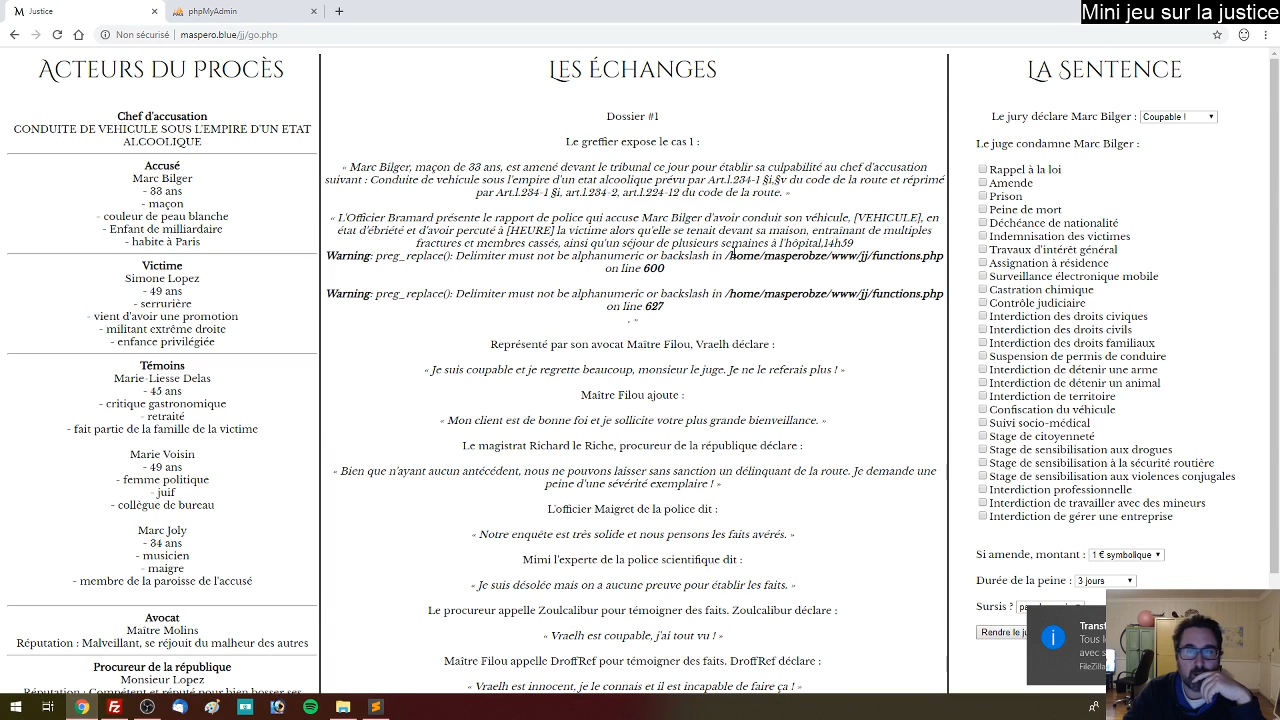 Justice
phpMyAdmin
Mini jeu sur la justice
Non sécurisé
maspero.blue/jj/go.php
Acteurs du procès
Chef d'accusation
CONDUITE DE VEHICULE SOUS L'EMPIRE D'UN ETAT
ALCOOLIQUE
Accusé
Marc Bilger
- 33 ans
- maçon
- couleur de peau blanche
- Enfant de milliardaire
- habite à Paris
Victime
Simone Lopez
- 49 ans
- serrurière
- vient d'avoir une promotion
- militant extrême droite
- enfance privilégiée
Témoins
Marie-Liesse Delas
- 45 ans
- critique gastronomique
- retraité
- fait partie de la famille de la victime
Marie Voisin
- 49 ans
- femme politique
- juif
- collègue de bureau
Marc Joly
- 34 ans
- musicien
- maigre
- membre de la paroisse de l'accusé
Avocat
Maître Molins
Réputation : Malveillant, se réjouit du malheur des autres
Procureur de la république
Monsieur Lopez
Réputation : Compétent et réputé pour bien bosser ses
Les échanges
Dossier #1
Le greffier expose le cas 1 :
« Marc Bilger, maçon de 33 ans, est amené devant le tribunal ce jour pour établir sa culpabilité au chef d'accusation
suivant : Conduite de vehicule sous l'empire d'un etat alcoolique prévu par Art.l.234-1 §i,§v du code de la route et réprimé
par Art.l.234-1 §i, art.l.234-2, art.l.224-12 du code de la route. »
« L'Officier Bramard présente le rapport de police qui accuse Marc Bilger d'avoir conduit son véhicule, [VEHICULE], en
état d'ébriété et d'avoir percuté à [HEURE] la victime alors qu'elle se tenait devant sa maison, entraînant de multiples
fractures et membres cassés, ainsi qu'un séjour de plusieurs semaines à l'hôpital,14h59
Warning: preg_replace(): Delimiter must not be alphanumeric or backslash in /home/masperobze/www/jj/functions.php
on line 600
Warning: preg_replace(): Delimiter must not be alphanumeric or backslash in /home/masperobze/www/jj/functions.php
on line 627
. »
Représenté par son avocat Maître Filou, Vraelh déclare :
« Je suis coupable et je regrette beaucoup, monsieur le juge. Je ne le referais plus ! »
Maître Filou ajoute :
« Mon client est de bonne foi et je sollicite votre plus grande bienveillance. »
Le magistrat Richard le Riche, procureur de la république déclare :
« Bien que n'ayant aucun antécédent, nous ne pouvons laisser sans sanction un délinquant de la route. Je demande une
peine d'une sévérité exemplaire ! »
L'officier Maigret de la police dit :
« Notre enquête est très solide et nous pensons les faits avérés. »
Mimi l'experte de la police scientifique dit :
« Je suis désolée mais on a aucune preuve pour établir les faits. »
Le procureur appelle Zoulcalibur pour témoigner des faits. Zoulcalibur déclare :
« Vraelh est coupable, j'ai tout vu ! »
Maître Filou appelle DroffRef pour témoigner des faits. DroffRef déclare :
« Vraelh est innocent, je le connais et il est incapable de faire ça ! »
La Sentence
Le jury déclare Marc Bilger : Coupable !
Le juge condamne Marc Bilger :
Rappel à la loi
Amende
Prison
Peine de mort
Déchéance de nationalité
Indemnisation des victimes
Travaux d'intérêt général
Assignation à résidence
Surveillance électronique mobile
Castration chimique
Contrôle judiciaire
Interdiction des droits civiques
Interdiction des droits civils
Interdiction des droits familiaux
Suspension de permis de conduire
Interdiction de détenir une arme
Interdiction de détenir un animal
Interdiction de territoire
Confiscation du véhicule
Suivi socio-médical
Stage de citoyenneté
Stage de sensibilisation aux drogues
Stage de sensibilisation à la sécurité routière
Stage de sensibilisation aux violences conjugales
Interdiction professionnelle
Interdiction de travailler avec des mineurs
Interdiction de gérer une entreprise
Si amende, montant : 1 € symbolique
Durée de la peine : 3 jours
Sursis ?
Rendre le ju
Transf
Tous l
avec s
FileZilla